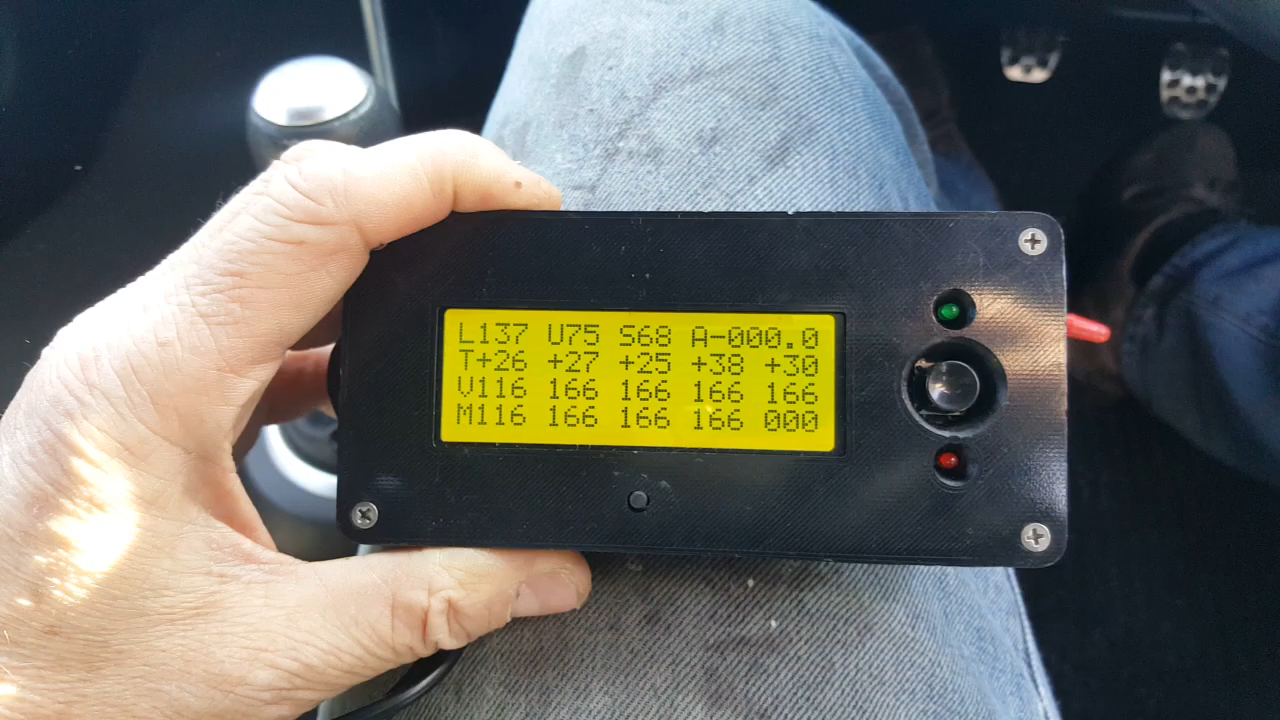 L137 U75 S68 A-000.0
T+26 +27 +25 +38 +30
V116 166 166 166 166
M116 166 166 166 000